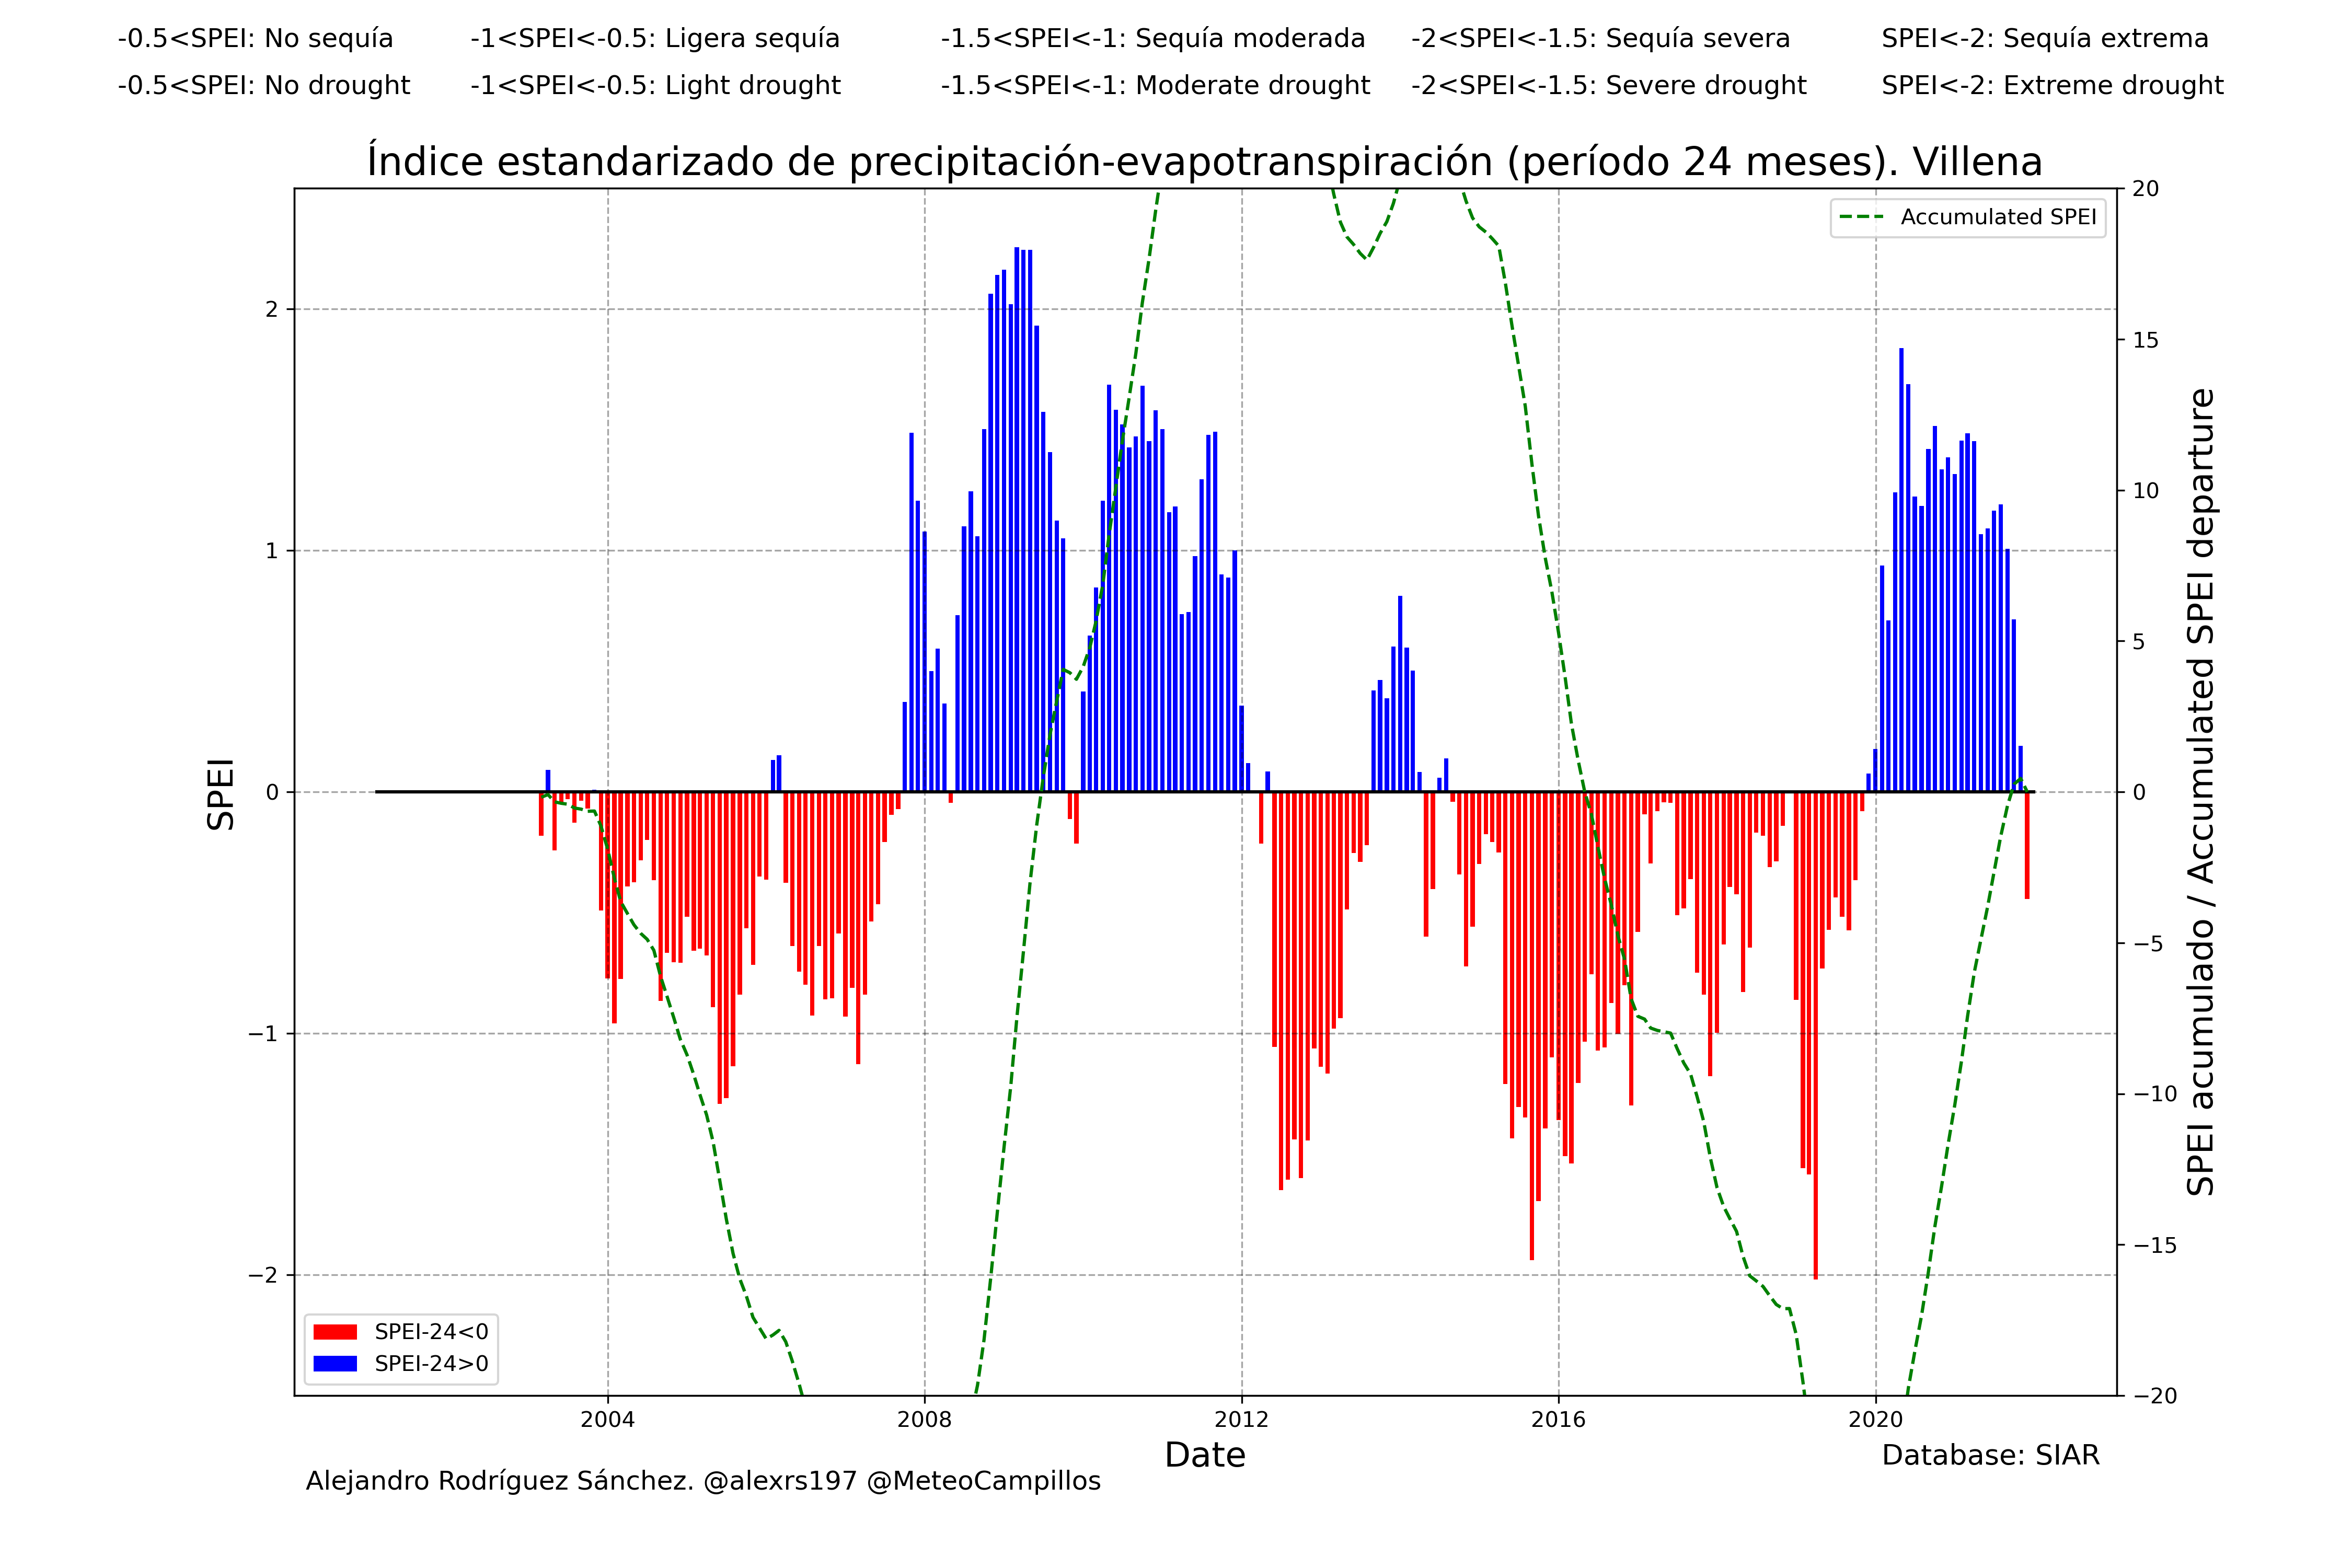 -0.5<SPEI: No sequía
-1<SPEI<-0.5: Ligera sequía
-1.5<SPEI<-1: Sequía moderada
-2<SPEI<-1.5: Sequía severa
SPEI<-2: Sequía extrema
-0.5<SPEI: No drought
-1<SPEI<-0.5: Light drought
-1.5<SPEI<-1: Moderate drought
-2<SPEI<-1.5: Severe drought
SPEI<-2: Extreme drought
Índice estandarizado de precipitación-evapotranspiración (período 24 meses). Villena
Accumulated SPEI
SPEI
2
1
0
−1
−2
20
15
10
5
0
−5
−10
−15
−20
SPEI acumulado / Accumulated SPEI departure
SPEI-24<0
SPEI-24>0
2004
2008
2012
2016
2020
Date
Database: SIAR
Alejandro Rodríguez Sánchez. @alexrs197 @MeteoCampillos